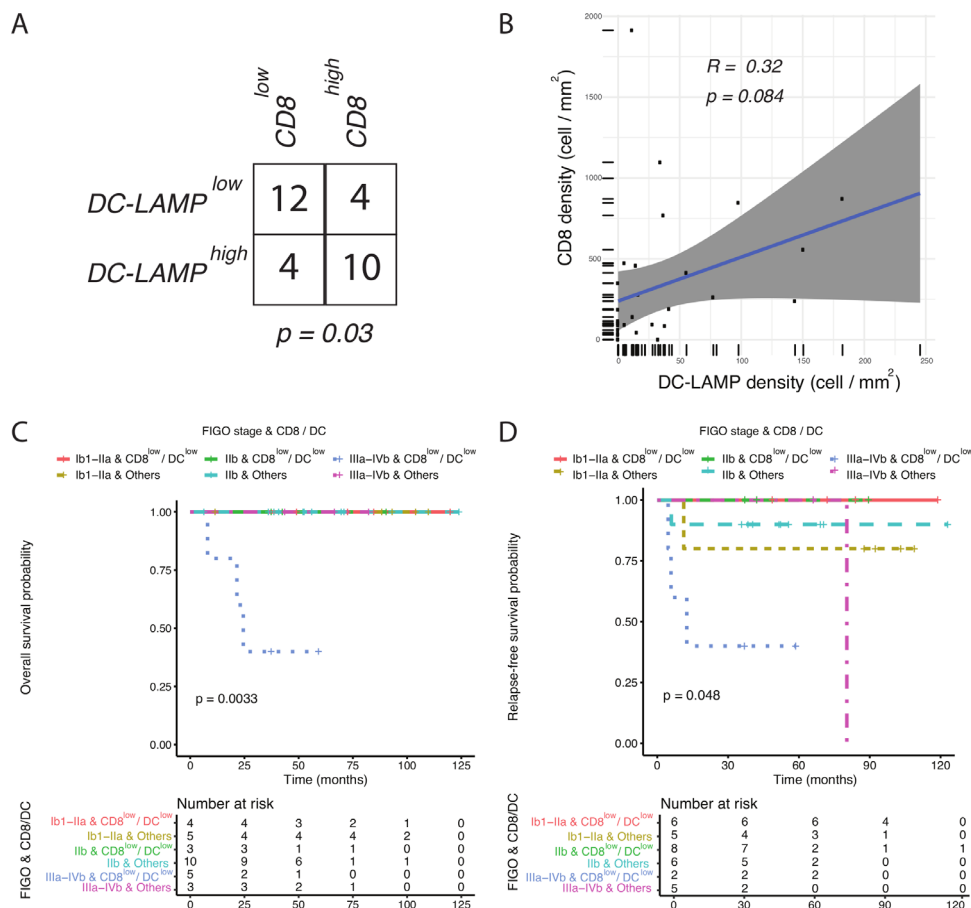 A
low CD8
high CD8
DC-LAMP low 12 4
DC-LAMP high 4 10
p = 0.03
B
R = 0.32
p = 0.084
CD8 density (cell / mm2)
2000
1500
1000
500
0
0 50 100 150 200 250
DC-LAMP density (cell / mm2)
C
FIGO stage & CD8 / DC
Ib1–IIa & CD8low/ DClow IIb & CD8low/ DClow IIIa–IVb & CD8low/ DClow
Ib1–IIa & Others IIb & Others IIIa–IVb & Others
Overall survival probability
1.00
0.75
0.50
0.25
0.00
p = 0.0033
0 25 50 75 100 125
Time (months)
Number at risk
FIGO & CD8/DC
Ib1–IIa & CD8low/ DClow 4 4 3 2 1 0
Ib1–IIa & Others 5 4 4 4 2 0
IIb & CD8low/ DClow 3 3 1 1 0 0
IIb & Others 10 9 6 1 1 0
IIIa–IVb & CD8low/ DClow 5 2 1 0 0 0
IIIa–IVb & Others 3 3 2 1 0 0
0 25 50 75 100 125
D
FIGO stage & CD8 / DC
Ib1–IIa & CD8low/ DClow IIb & CD8low/ DClow IIIa–IVb & CD8low/ DClow
Ib1–IIa & Others IIb & Others IIIa–IVb & Others
Relapse-free survival probability
1.00
0.75
0.50
0.25
0.00
p = 0.048
0 30 60 90 120
Time (months)
Number at risk
FIGO & CD8/DC
Ib1–IIa & CD8low/ DClow 6 6 6 4 0
Ib1–IIa & Others 5 4 3 1 0
IIb & CD8low/ DClow 8 7 2 1 1
IIb & Others 6 5 2 0 0
IIIa–IVb & CD8low/ DClow 2 2 2 0 0
IIIa–IVb & Others 5 2 0 0 0
0 30 60 90 120